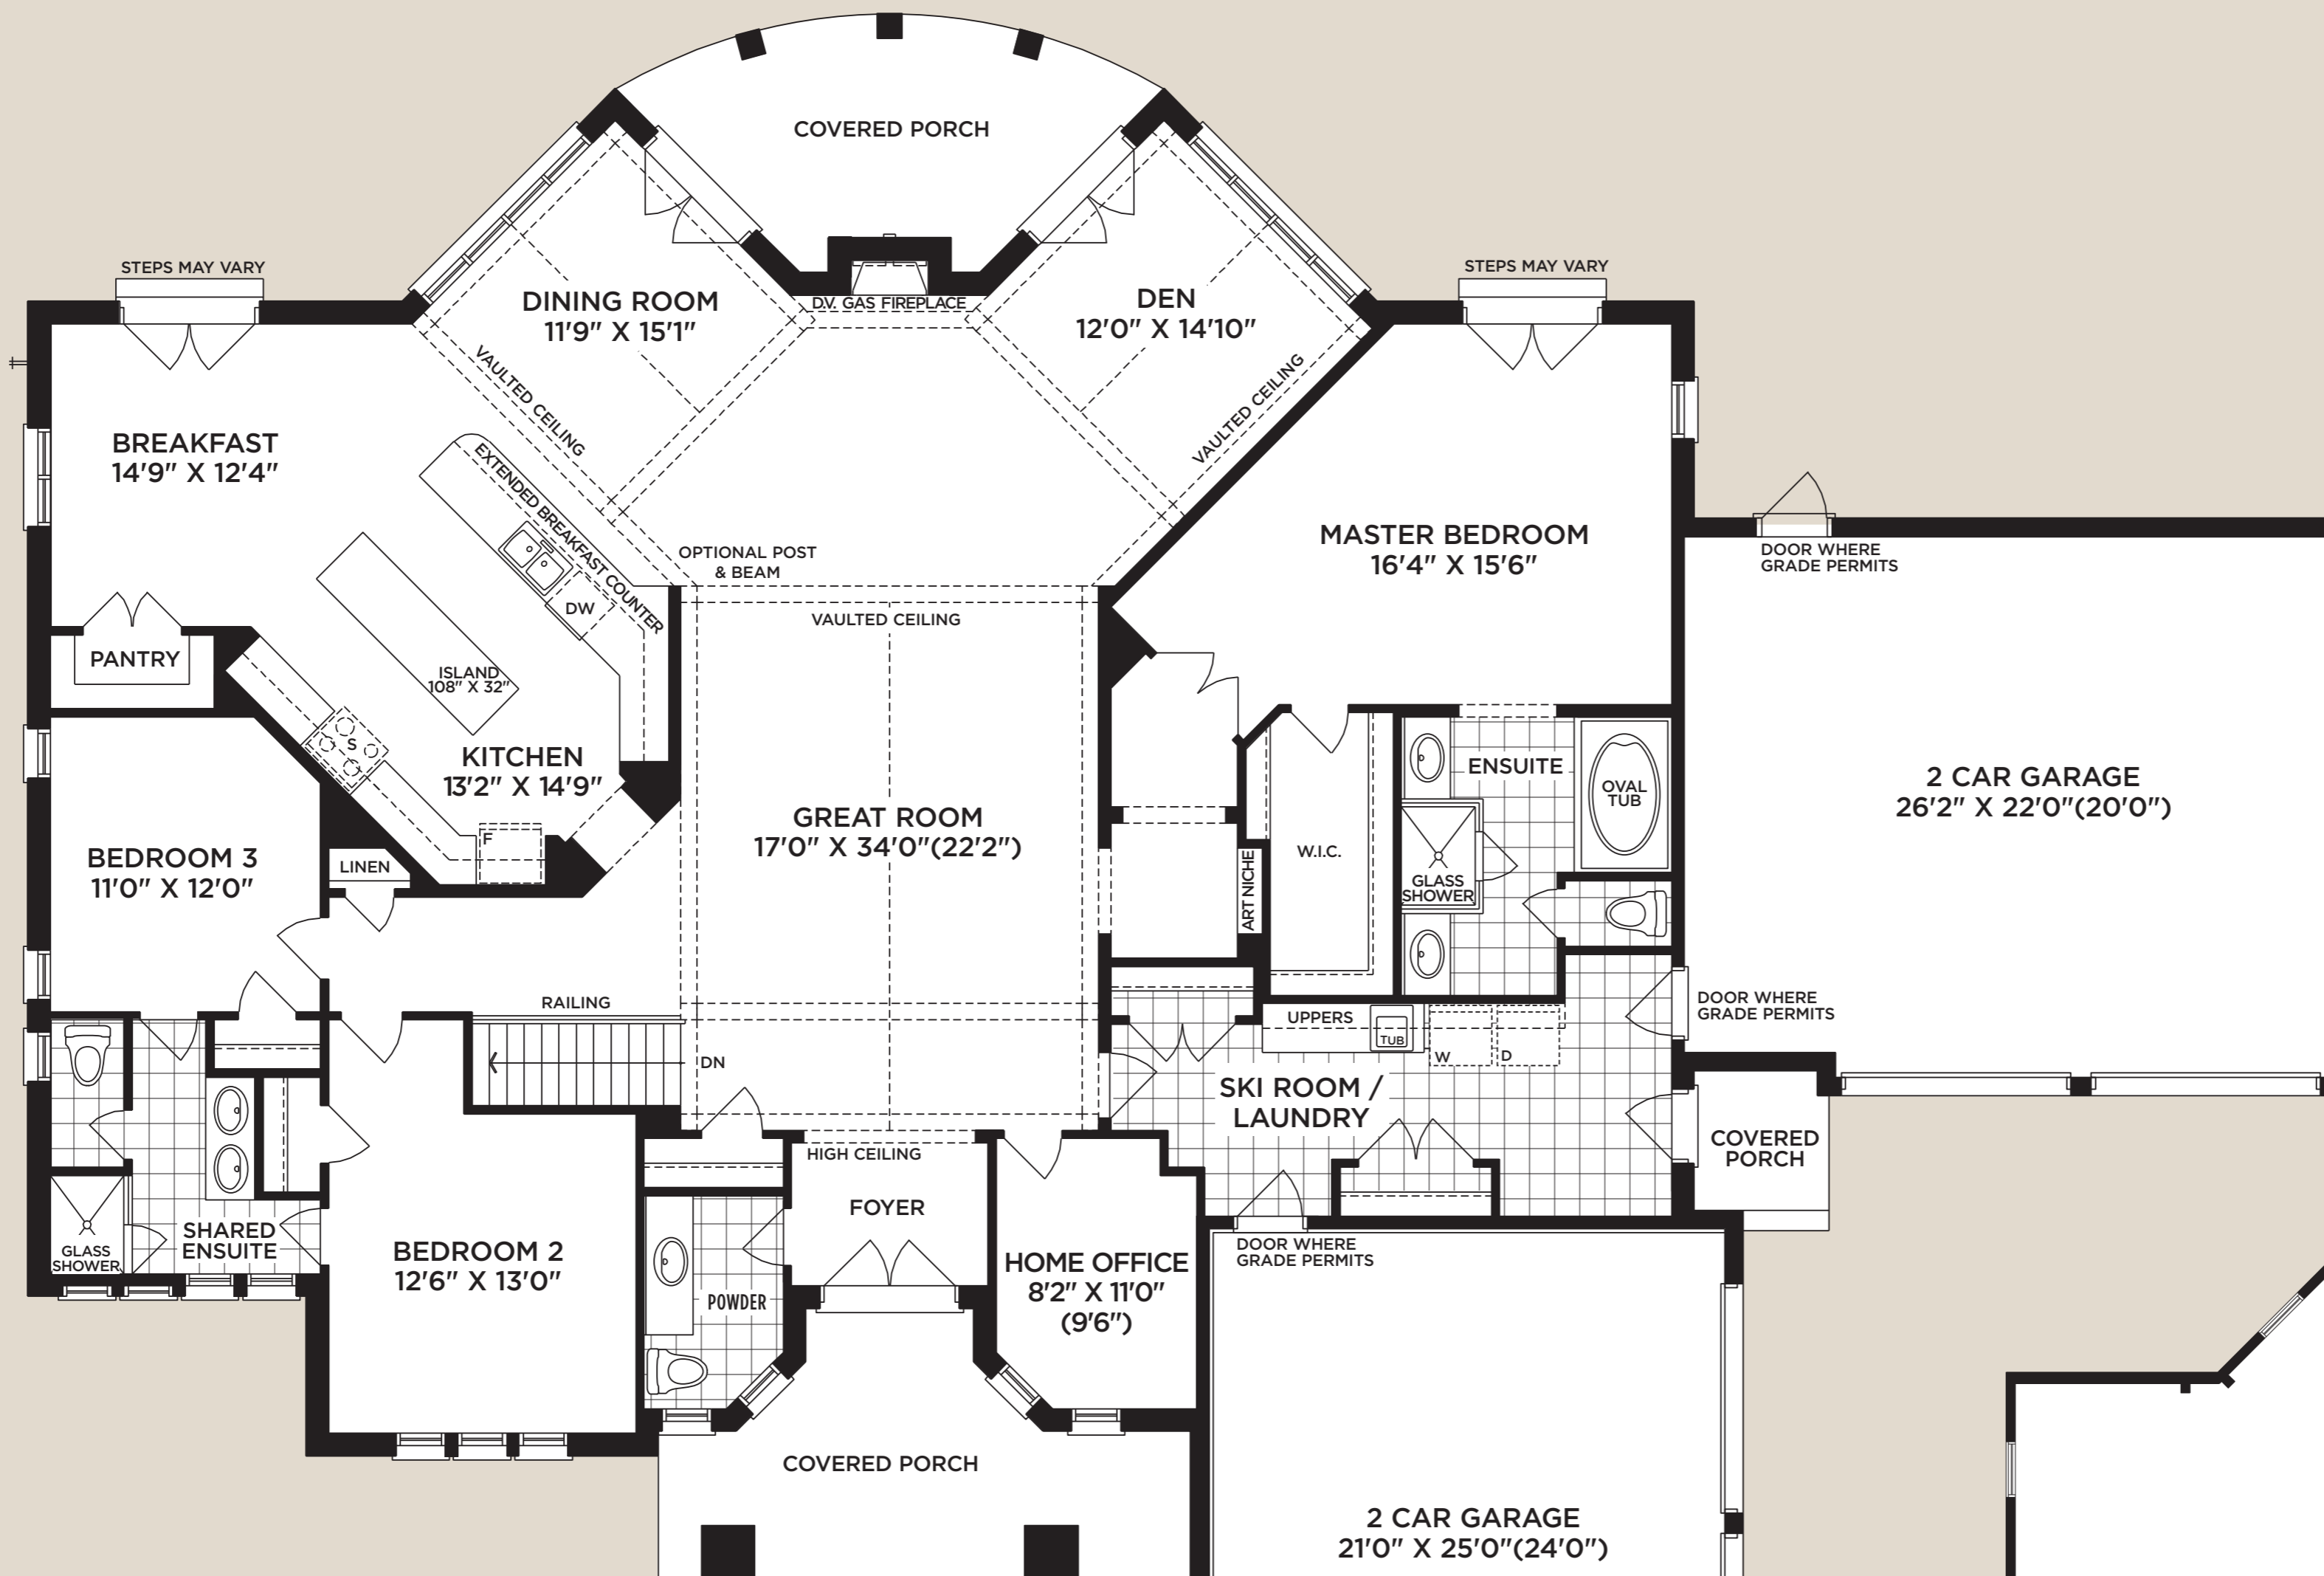 COVERED PORCH
STEPS MAY VARY
STEPS MAY VARY
DINING ROOM
11'9" X 15'1"
D.V. GAS FIREPLACE
DEN
12'0" X 14'10"
VAULTED CEILING
VAULTED CEILING
BREAKFAST
14'9" X 12'4"
EXTENDED BREAKFAST COUNTER
OPTIONAL POST
& BEAM
MASTER BEDROOM
16'4" X 15'6"
DOOR WHERE
GRADE PERMITS
DW
VAULTED CEILING
PANTRY
ISLAND
108" X 32"
S
KITCHEN
13'2" X 14'9"
F
ENSUITE
OVAL
TUB
2 CAR GARAGE
26'2" X 22'0"(20'0")
GREAT ROOM
17'0" X 34'0"(22'2")
BEDROOM 3
11'0" X 12'0"
LINEN
ART NICHE
W.I.C.
GLASS
SHOWER
RAILING
DOOR WHERE
GRADE PERMITS
UPPERS
TUB
W
D
DN
SKI ROOM /
LAUNDRY
COVERED
PORCH
HIGH CEILING
FOYER
SHARED
ENSUITE
GLASS
SHOWER
BEDROOM 2
12'6" X 13'0"
POWDER
HOME OFFICE
8'2" X 11'0"
(9'6")
DOOR WHERE
GRADE PERMITS
COVERED PORCH
2 CAR GARAGE
21'0" X 25'0"(24'0")